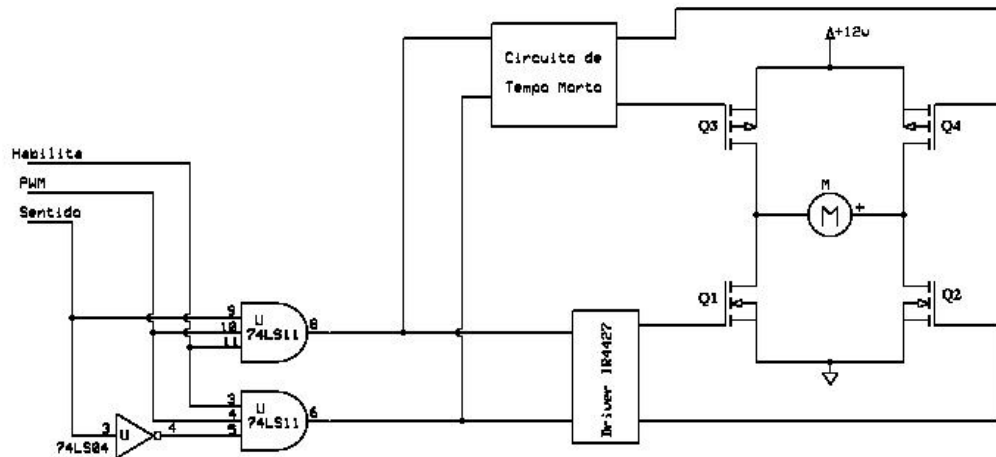 +12v
Circuito de
Tempo Morto
Q3
Q4
Habilita
PWM
Sentido
M
M
+
Q1
Q2
9
10
11
U
74LS11
8
Driver IR4427
3
4
5
U
74LS11
6
3
U
4
74LS04